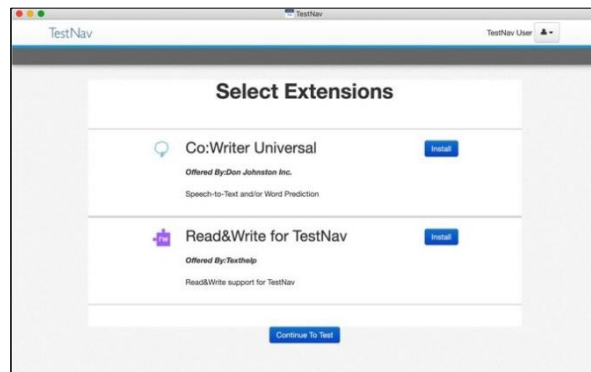 TestNav
TestNav
TestNav User
Select Extensions
Co:Writer Universal
Install
Offered By:Don Johnston Inc.
Speech-to-Text and/or Word Prediction
rw
Read&Write for TestNav
Install
Offered By:Texthelp
Read&Write support for TestNav
Continue To Test